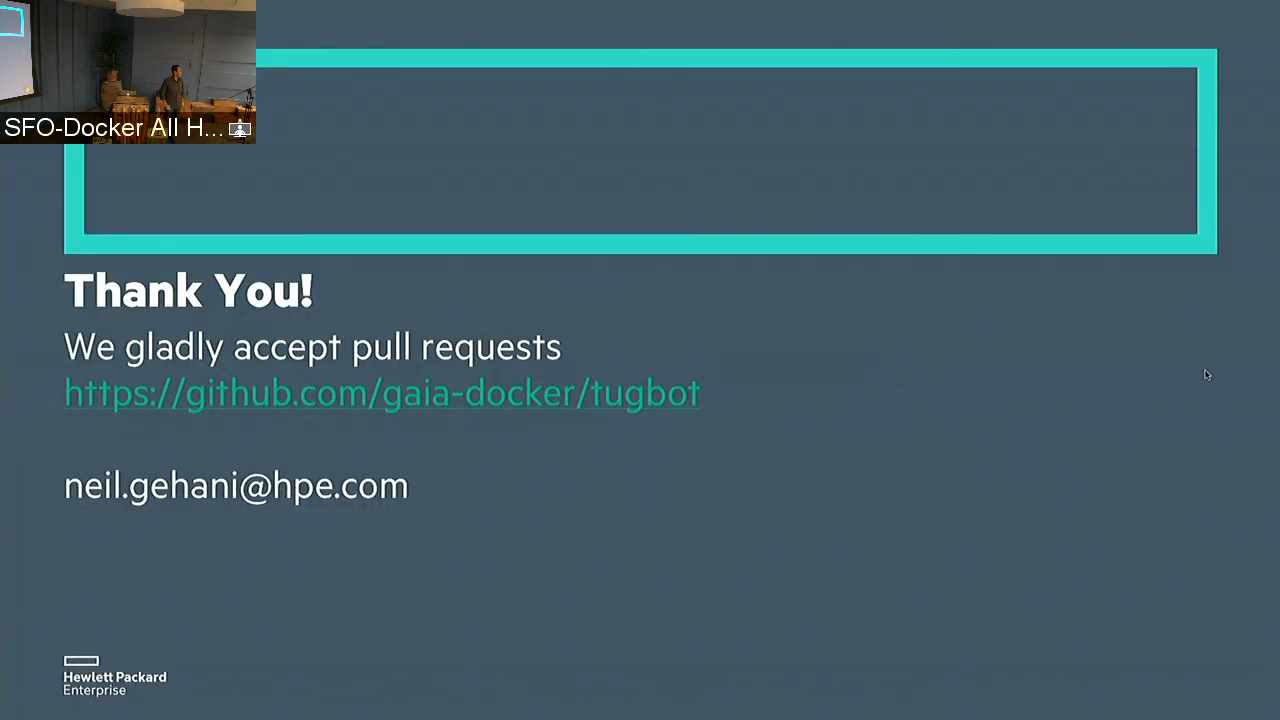 SFO-Docker All H...
Thank You!
We gladly accept pull requests
https://github.com/gaia-docker/tugbot
neil.gehani@hpe.com
Hewlett Packard
Enterprise